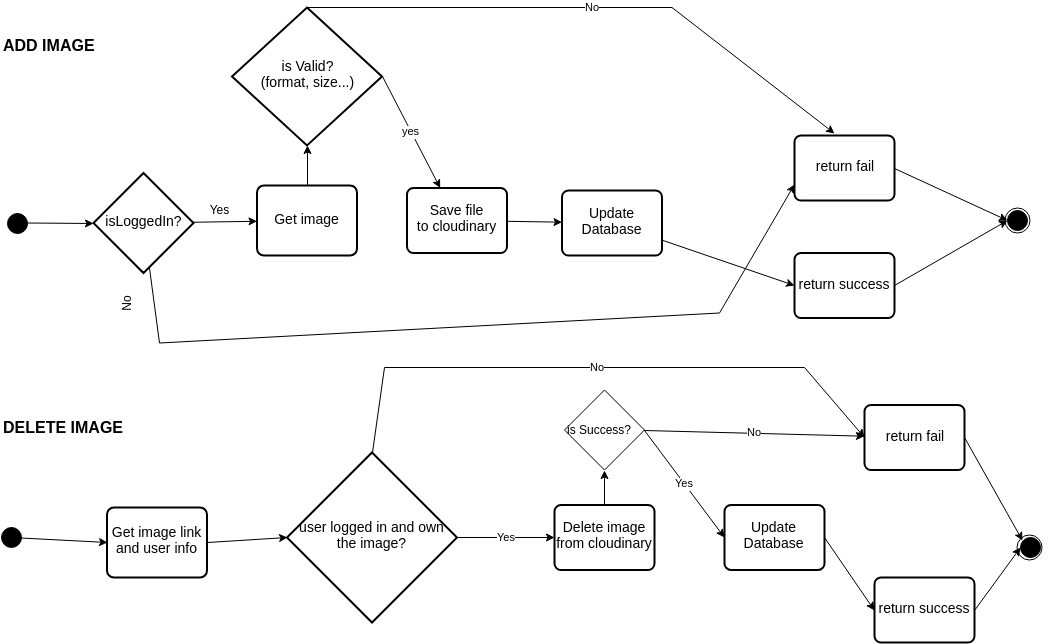 ADD IMAGE
No
is Valid?
(format, size...)
yes
return fail
isLoggedIn?
Yes
Get image
Save file
to cloudinary
Update
Database
No
return success
DELETE IMAGE
No
is Success?
No
return fail
Yes
Get image link
and user info
user logged in and own
the image?
Yes
Delete image
from cloudinary
Update
Database
return success